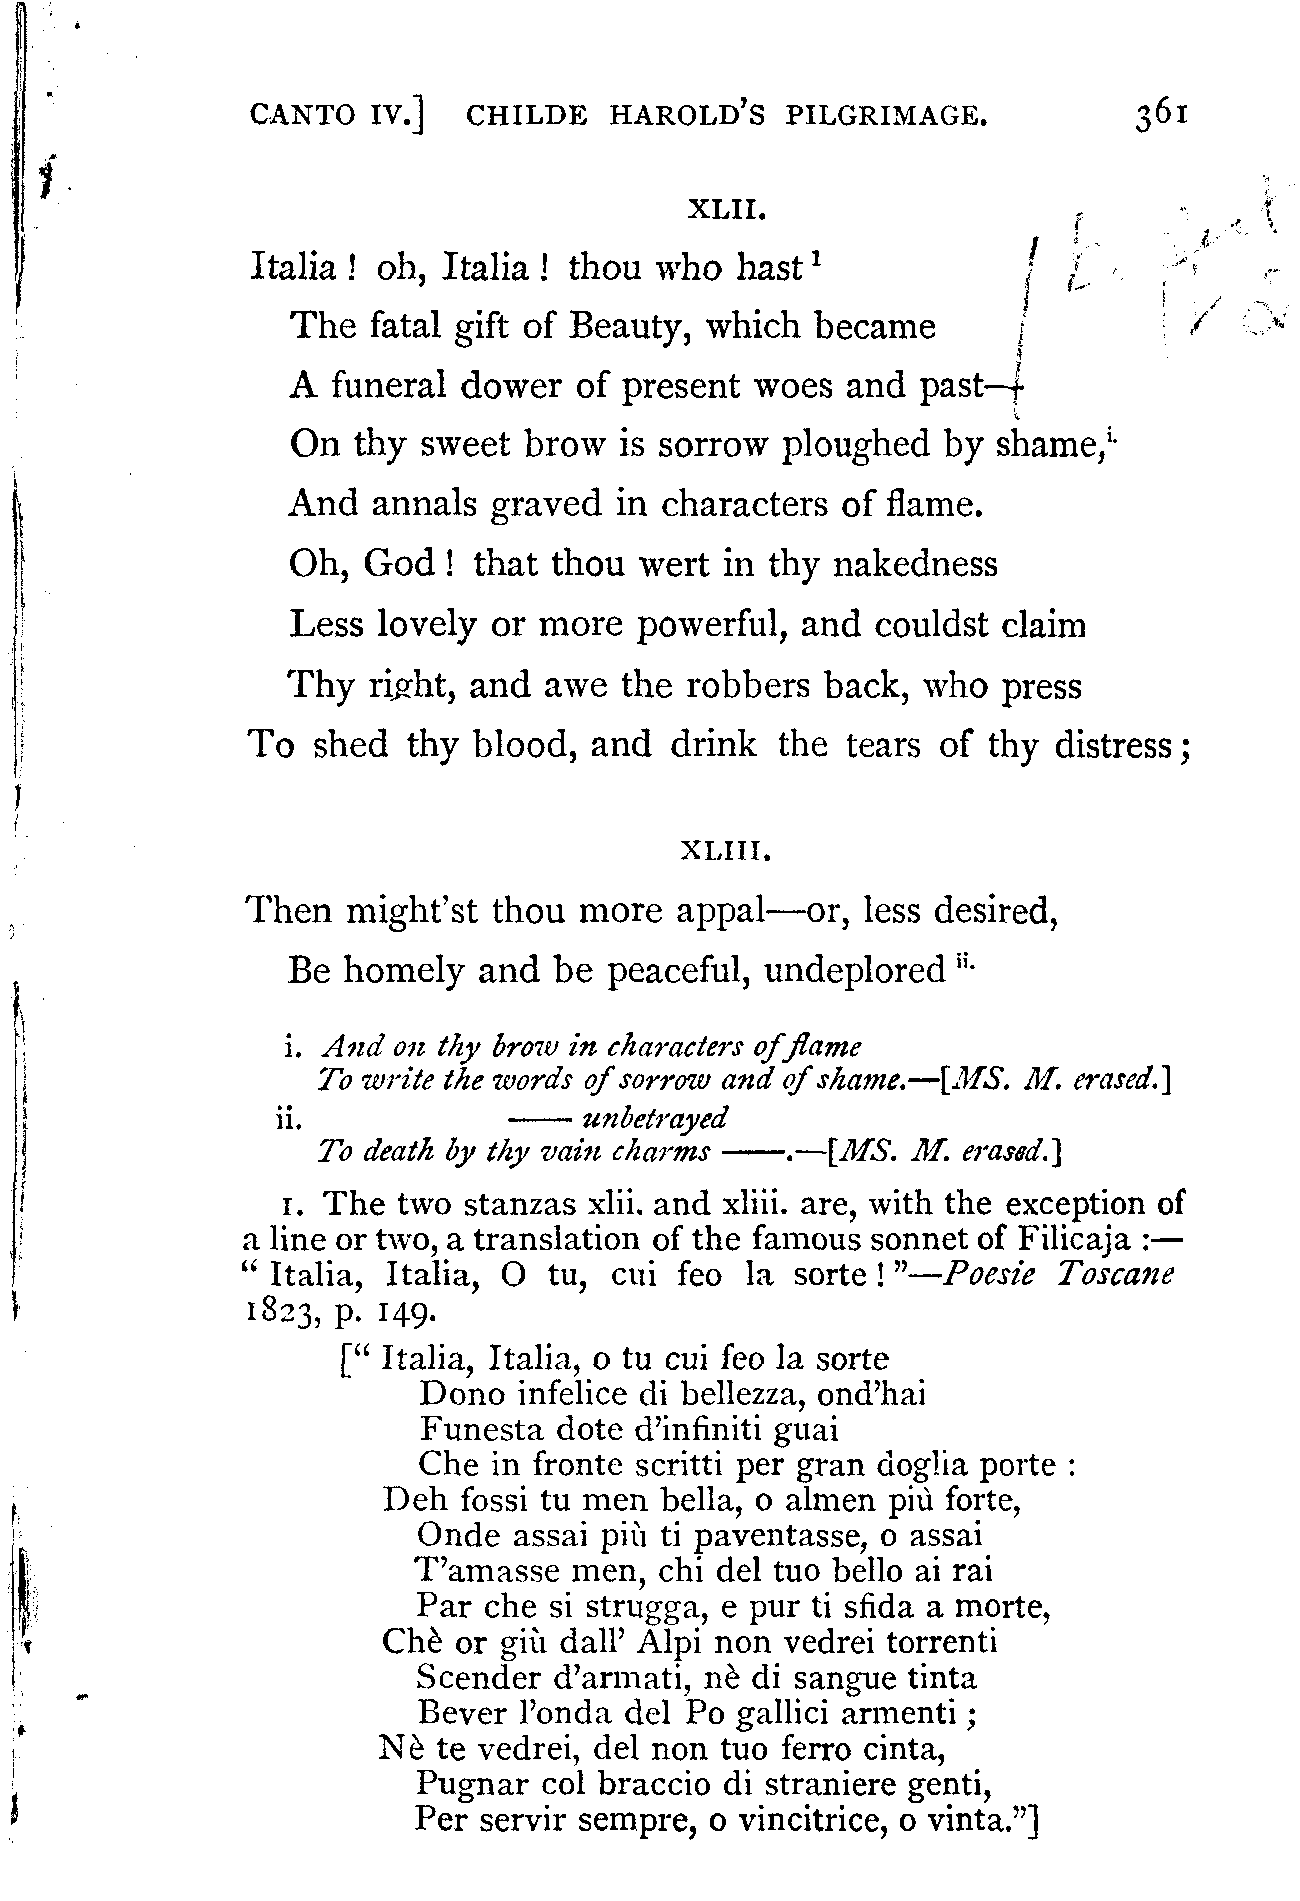 CANTO IV.] CHILDE HAROLD'S PILGRIMAGE. 361
XLII.
Italia ! oh, Italia ! thou who hast ¹
The fatal gift of Beauty, which became
A funeral dower of present woes and past—
On thy sweet brow is sorrow ploughed by shame,i.
And annals graved in characters of flame.
Oh, God ! that thou wert in thy nakedness
Less lovely or more powerful, and couldst claim
Thy right, and awe the robbers back, who press
To shed thy blood, and drink the tears of thy distress ;
XLIII.
Then might'st thou more appal—or, less desired,
Be homely and be peaceful, undeplored ii.
i. And on thy brow in characters of flame
To write the words of sorrow and of shame.—[MS. M. erased.]
ii. —— unbetrayed
To death by thy vain charms ——.—[MS. M. erased.]
1. The two stanzas xlii. and xliii. are, with the exception of
a line or two, a translation of the famous sonnet of Filicaja :—
" Italia, Italia, O tu, cui feo la sorte ! "—Poesie Toscane
1823, p. 149.
[" Italia, Italia, o tu cui feo la sorte
Dono infelice di bellezza, ond'hai
Funesta dote d'infiniti guai
Che in fronte scritti per gran doglia porte :
Deh fossi tu men bella, o almen più forte,
Onde assai più ti paventasse, o assai
T'amasse men, chi del tuo bello ai rai
Par che si strugga, e pur ti sfida a morte,
Chè or giù dall' Alpi non vedrei torrenti
Scender d'armati, nè di sangue tinta
Bever l'onda del Po gallici armenti ;
Nè te vedrei, del non tuo ferro cinta,
Pugnar col braccio di straniere genti,
Per servir sempre, o vincitrice, o vinta."]